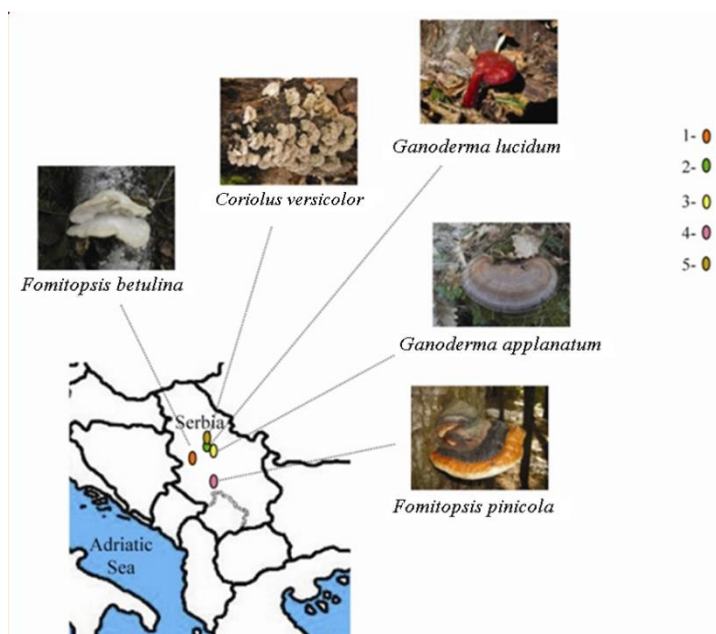 Ganoderma lucidum
Coriolus versicolor
Fomitopsis betulina
Ganoderma applanatum
Fomitopsis pinicola
1-
2-
3-
4-
5-
Serbia
Adriatic
Sea